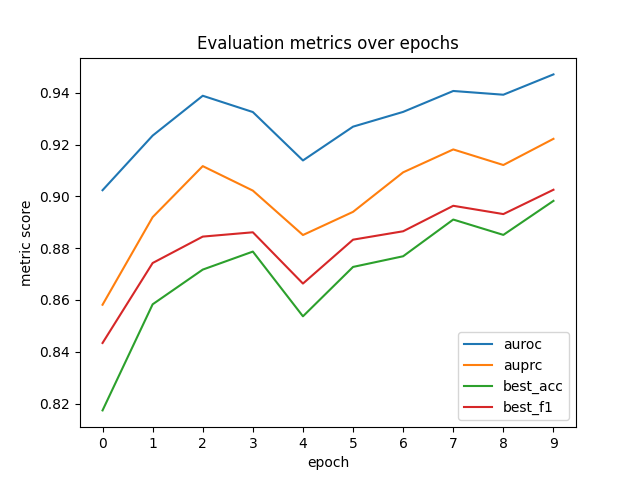 Evaluation metrics over epochs
metric score
0.94
0.92
0.90
0.88
0.86
0.84
0.82
auroc
auprc
best_acc
best_f1
0 1 2 3 4 5 6 7 8 9
epoch